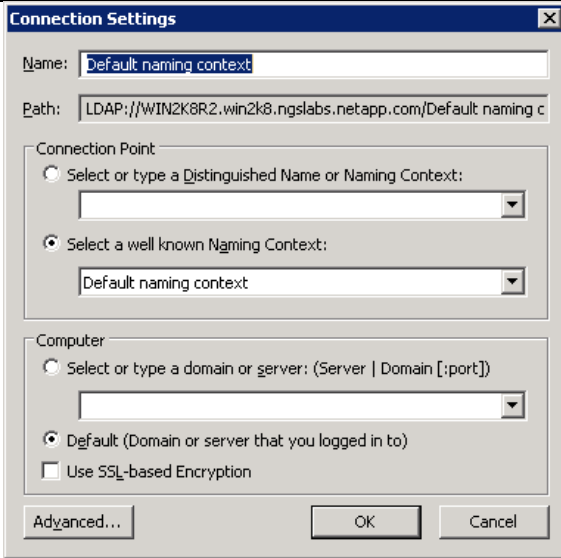 Connection Settings
Name: Default naming context
Path: LDAP://WIN2K8R2.win2k8.ngslabs.netapp.com/Default naming c
Connection Point
Select or type a Distinguished Name or Naming Context:
Select a well known Naming Context:
Default naming context
Computer
Select or type a domain or server: (Server | Domain [:port])
Default (Domain or server that you logged in to)
Use SSL-based Encryption
Advanced... OK Cancel